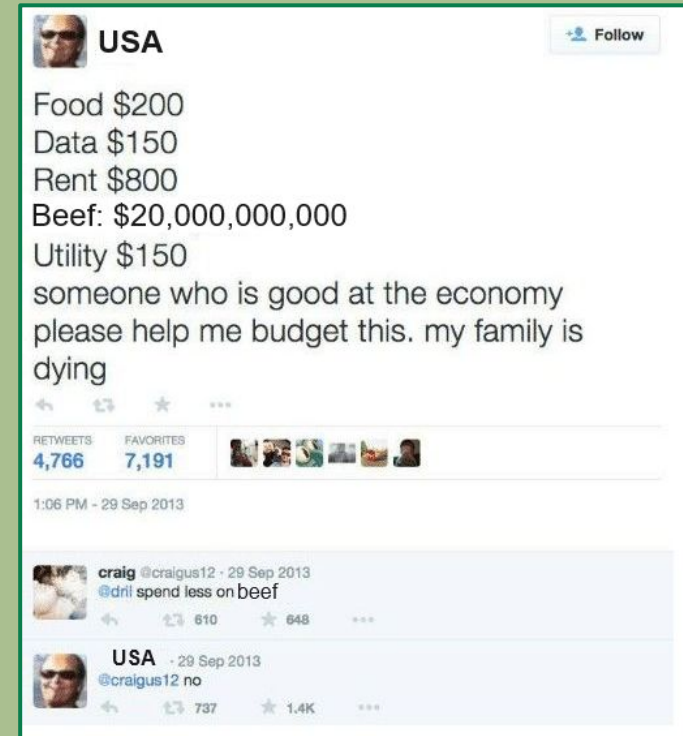 USA
Follow
Food $200
Data $150
Rent $800
Beef: $20,000,000,000
Utility $150
someone who is good at the economy
please help me budget this. my family is
dying
RETWEETS FAVORITES
4,766 7,191
1:06 PM - 29 Sep 2013
craig @craigus12 · 29 Sep 2013
@dril spend less on beef
610 648
USA · 29 Sep 2013
@craigus12 no
737 1.4K